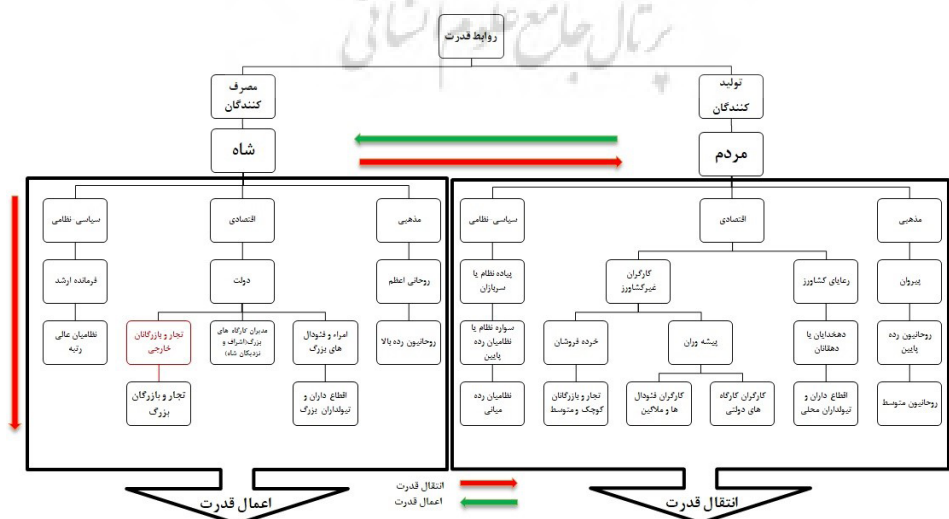 پرتال جامع علوم انسانی
روابط قدرت
تولید
کنندگان
مصرف
کنندگان
مردم
شاه
مذهبی
اقتصادی
سیاسی-نظامی
پیروان
رعایای کشاورز
کارگران
غیرکشاورز
پیاده نظام یا
سربازان
روحانیون رده
پایین
دهخدایان یا
دهقانان
پیشه وران
خرده فروشان
سواره نظام یا
نظامیان رده
پایین
روحانیون متوسط
اقطاع داران و
تیولداران محلی
کارگران کارگاه
های دولتی
کارگران فئودال
ها و ملاکین
تجار و بازرگانان
کوچک و متوسط
نظامیان رده
میانی
انتقال قدرت
مذهبی
اقتصادی
سیاسی-نظامی
روحانی اعظم
دولت
فرمانده ارشد
روحانیون رده بالا
امراء و فئودال
های بزرگ
مدیران کارگاه های
بزرگ(اشراف و
نزدیکان شاه)
تجار و بازرگانان
خارجی
نظامیان عالی
رتبه
اقطاع داران و
تیولداران بزرگ
تجار و بازرگان
بزرگ
اعمال قدرت
انتقال قدرت
اعمال قدرت